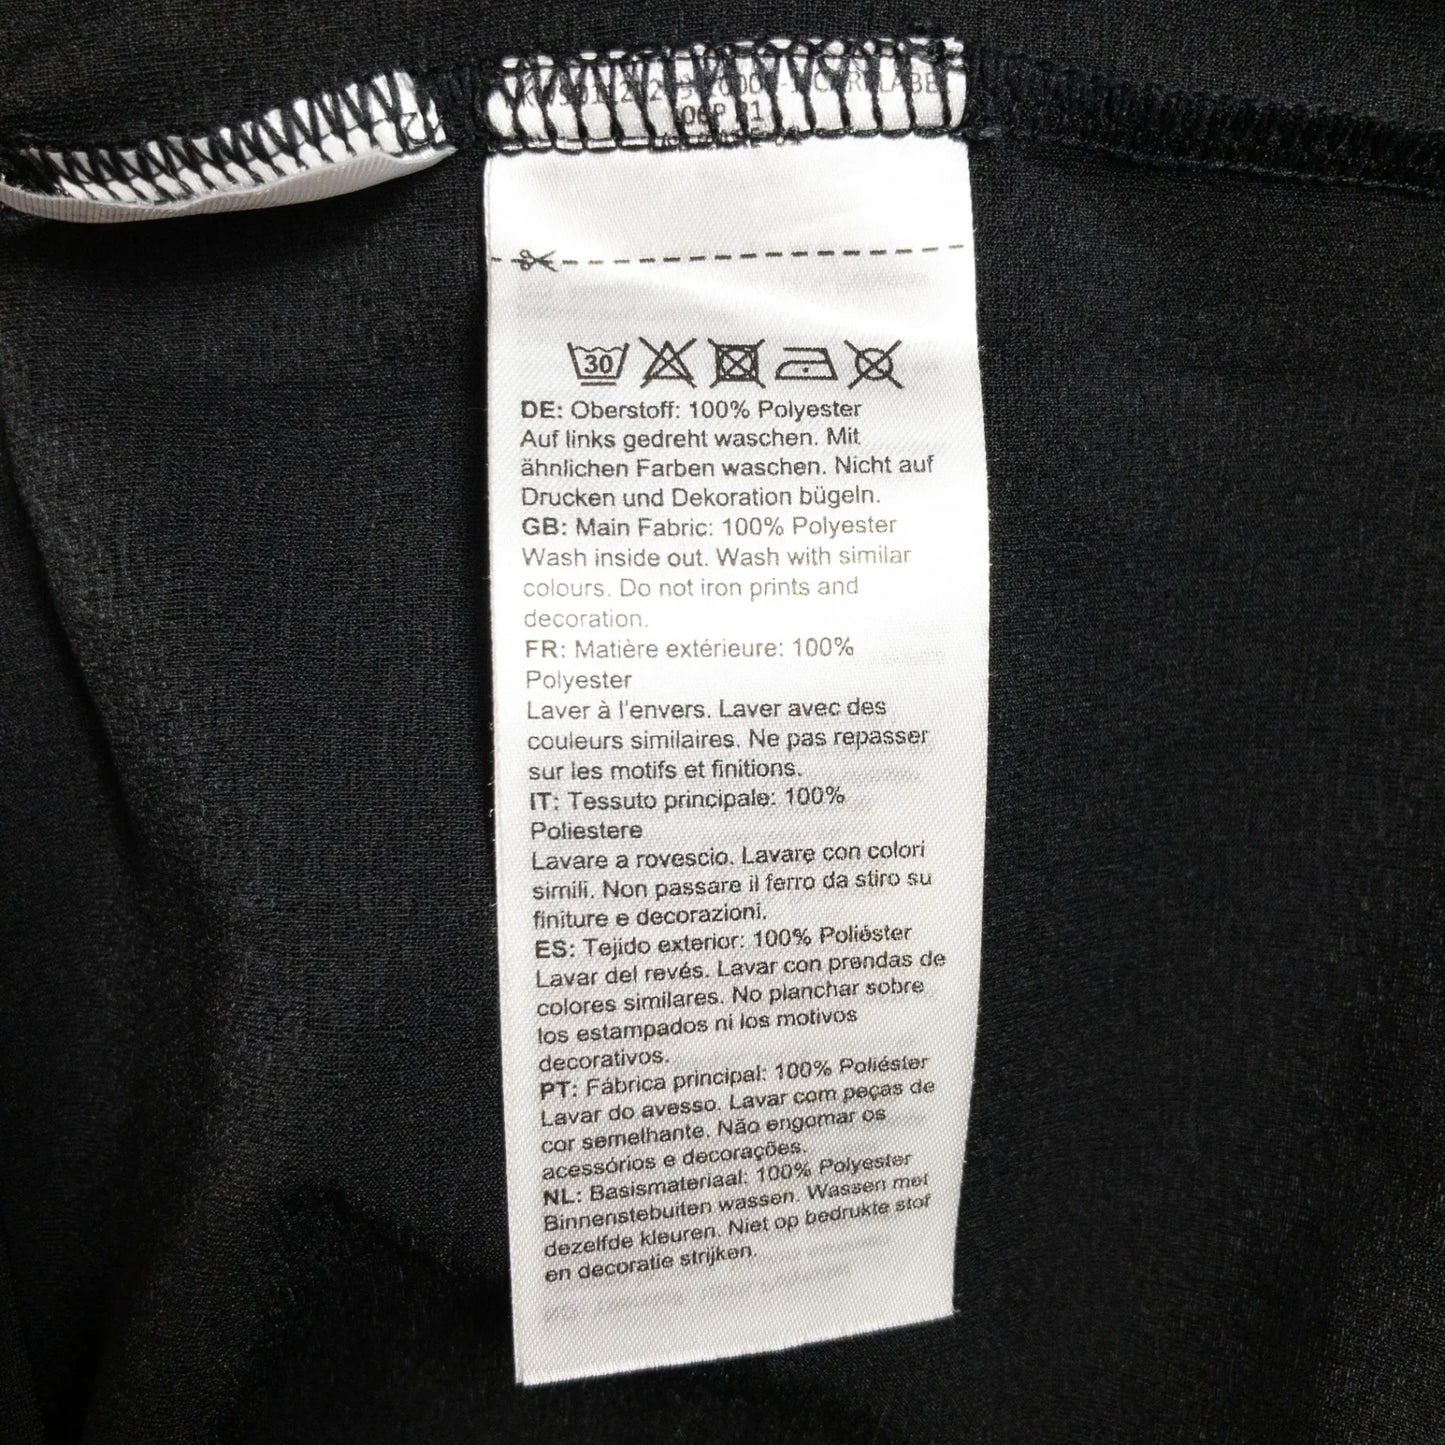 30
DE: Oberstoff: 100% Polyester
Auf links gedreht waschen. Mit
ähnlichen Farben waschen. Nicht auf
Drucken und Dekoration bügeln.
GB: Main Fabric: 100% Polyester
Wash inside out. Wash with similar
colours. Do not iron prints and
decoration.
FR: Matière extérieure: 100%
Polyester
Laver à l'envers. Laver avec des
couleurs similaires. Ne pas repasser
sur les motifs et finitions.
IT: Tessuto principale: 100%
Poliestere
Lavare a rovescio. Lavare con colori
simili. Non passare il ferro da stiro su
finiture e decorazioni.
ES: Tejido exterior: 100% Poliéster
Lavar del revés. Lavar con prendas de
colores similares. No planchar sobre
los estampados ni los motivos
decorativos.
PT: Fábrica principal: 100% Poliéster
Lavar do avesso. Lavar com peças de
cor semelhante. Não engomar os
acessórios e decorações.
NL: Basismateriaal: 100% Polyester
Binnenstebuiten wassen. Wassen met
dezelfde kleuren. Niet op bedrukte stof
en decoratie strijken.